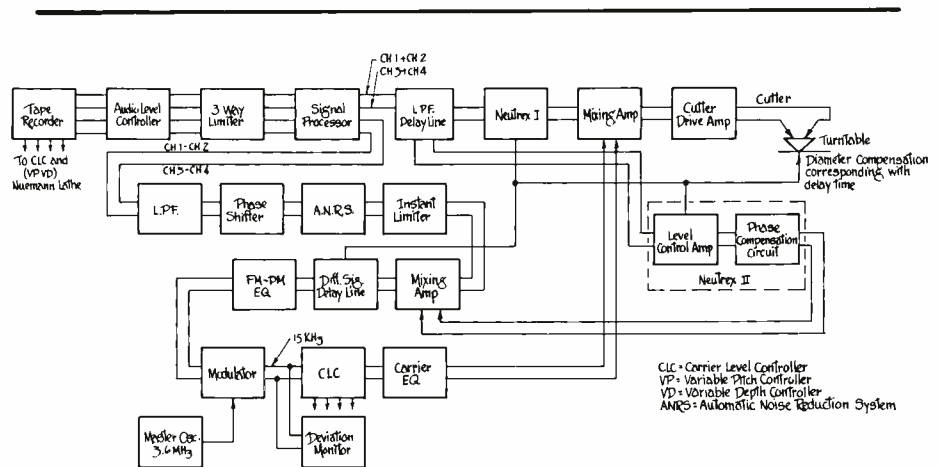 CH 1+CH 2
CH 3+CH 4
Tape
Recorder
Audio Level
Controller
3 Way
Limiter
Signal
Processor
L.P.F.
Delay Line
Neutrex I
Mixing Amp
Cutter
Drive Amp
Cutter
Turntable
Diameter Compensation
corresponding with
delay time
To CLC and
(VP VD)
Nuemann Lathe
CH 1-CH 2
CH 3-CH 4
L.P.F.
Phase
Shifter
A.N.R.S.
Instant
Limiter
Level
Control Amp
Phase
Compensation
Circuit
Neutrex II
FM-PM
EQ
Diff. Sig.
Delay Line
Mixing
Amp
15 KHz
Modulator
CLC
Carrier
EQ
Master Osc.
3.6 MHz
Deviation
Monitor
CLC = Carrier Level Controller
VP = Variable Pitch Controller
VD = Variable Depth Controller
ANRS = Automatic Noise Reduction System